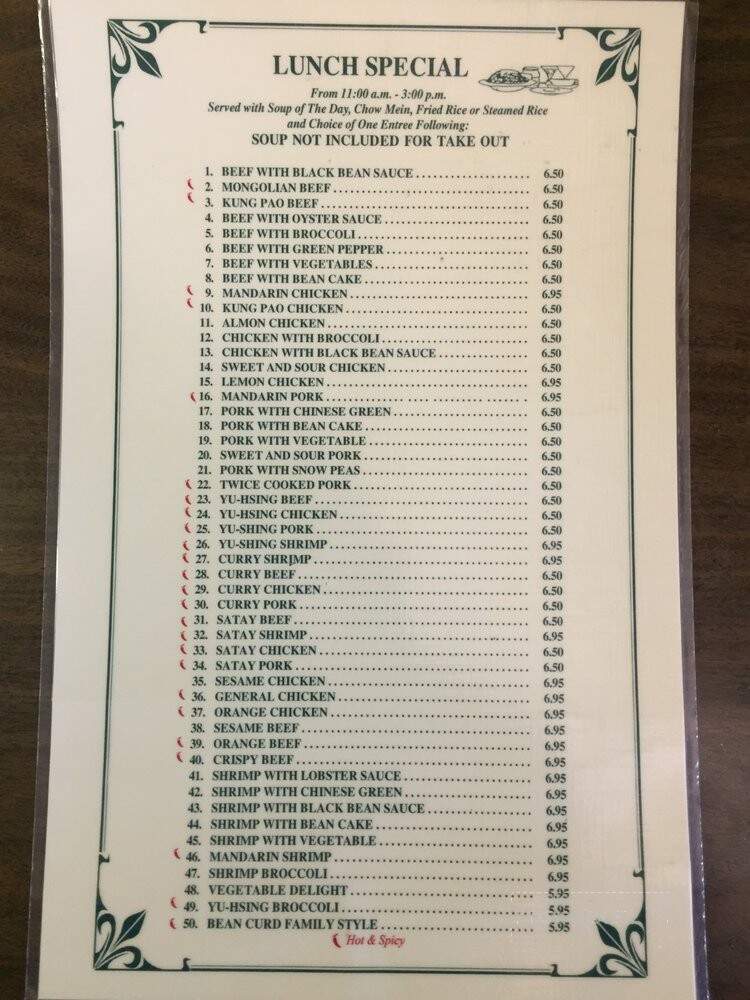 LUNCH SPECIAL
From 11:00 a.m. - 3:00 p.m.
Served with Soup of The Day, Chow Mein, Fried Rice or Steamed Rice
and Choice of One Entree Following:
SOUP NOT INCLUDED FOR TAKE OUT
1. BEEF WITH BLACK BEAN SAUCE 6.50
2. MONGOLIAN BEEF 6.50
3. KUNG PAO BEEF 6.50
4. BEEF WITH OYSTER SAUCE 6.50
5. BEEF WITH BROCCOLI 6.50
6. BEEF WITH GREEN PEPPER 6.50
7. BEEF WITH VEGETABLES 6.50
8. BEEF WITH BEAN CAKE 6.50
9. MANDARIN CHICKEN 6.95
10. KUNG PAO CHICKEN 6.50
11. ALMON CHICKEN 6.50
12. CHICKEN WITH BROCCOLI 6.50
13. CHICKEN WITH BLACK BEAN SAUCE 6.50
14. SWEET AND SOUR CHICKEN 6.50
15. LEMON CHICKEN 6.95
16. MANDARIN PORK 6.95
17. PORK WITH CHINESE GREEN 6.50
18. PORK WITH BEAN CAKE 6.50
19. PORK WITH VEGETABLE 6.50
20. SWEET AND SOUR PORK 6.50
21. PORK WITH SNOW PEAS 6.50
22. TWICE COOKED PORK 6.50
23. YU-HSING BEEF 6.50
24. YU-HSING CHICKEN 6.50
25. YU-SHING PORK 6.50
26. YU-SHING SHRIMP 6.95
27. CURRY SHRIMP 6.95
28. CURRY BEEF 6.50
29. CURRY CHICKEN 6.50
30. CURRY PORK 6.50
31. SATAY BEEF 6.50
32. SATAY SHRIMP 6.95
33. SATAY CHICKEN 6.50
34. SATAY PORK 6.50
35. SESAME CHICKEN 6.95
36. GENERAL CHICKEN 6.95
37. ORANGE CHICKEN 6.95
38. SESAME BEEF 6.95
39. ORANGE BEEF 6.95
40. CRISPY BEEF 6.95
41. SHRIMP WITH LOBSTER SAUCE 6.95
42. SHRIMP WITH CHINESE GREEN 6.95
43. SHRIMP WITH BLACK BEAN SAUCE 6.95
44. SHRIMP WITH BEAN CAKE 6.95
45. SHRIMP WITH VEGETABLE 6.95
46. MANDARIN SHRIMP 6.95
47. SHRIMP BROCCOLI 6.95
48. VEGETABLE DELIGHT 5.95
49. YU-HSING BROCCOLI 5.95
50. BEAN CURD FAMILY STYLE 5.95
Hot & Spicy